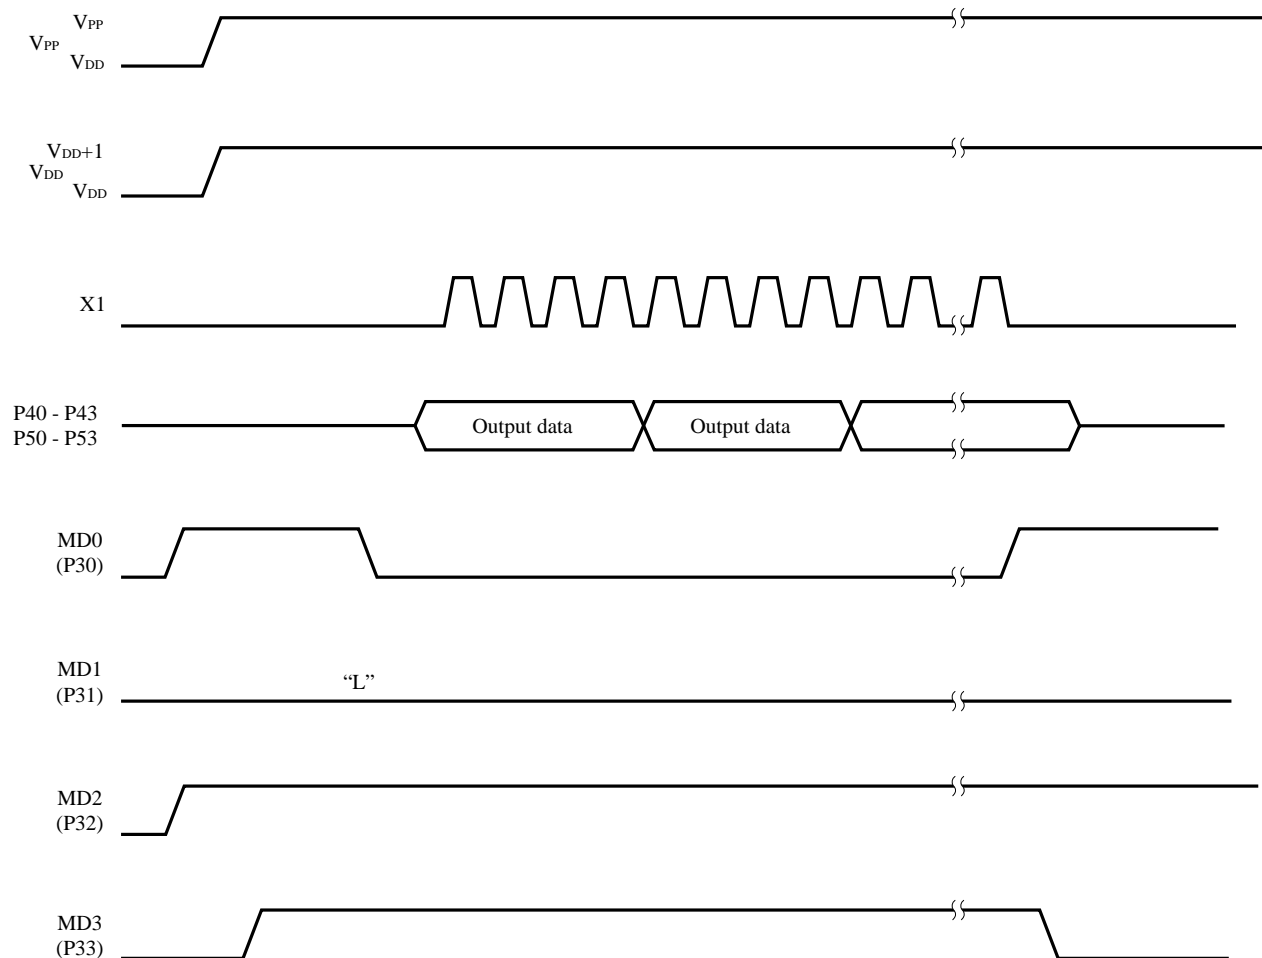 VPP
VPP
VDD
VDD+1
VDD
VDD
X1
P40 - P43
P50 - P53
Output data
Output data
MD0
(P30)
MD1
(P31)
“L”
MD2
(P32)
MD3
(P33)